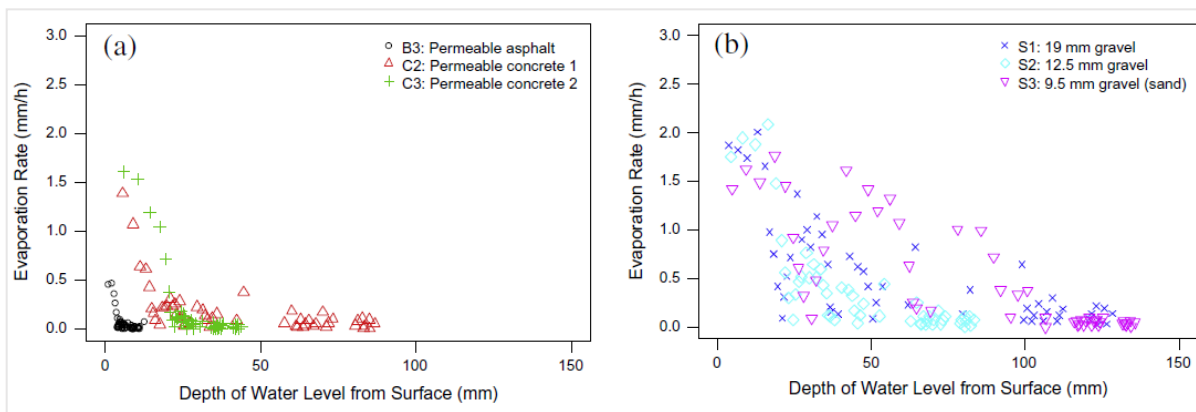 (a)
B3: Permeable asphalt
C2: Permeable concrete 1
C3: Permeable concrete 2
3.0
2.5
2.0
1.5
1.0
0.5
0.0
Evaporation Rate (mm/h)
0 50 100 150
Depth of Water Level from Surface (mm)
(b)
S1: 19 mm gravel
S2: 12.5 mm gravel
S3: 9.5 mm gravel (sand)
3.0
2.5
2.0
1.5
1.0
0.5
0.0
Evaporation Rate (mm/h)
0 50 100 150
Depth of Water Level from Surface (mm)